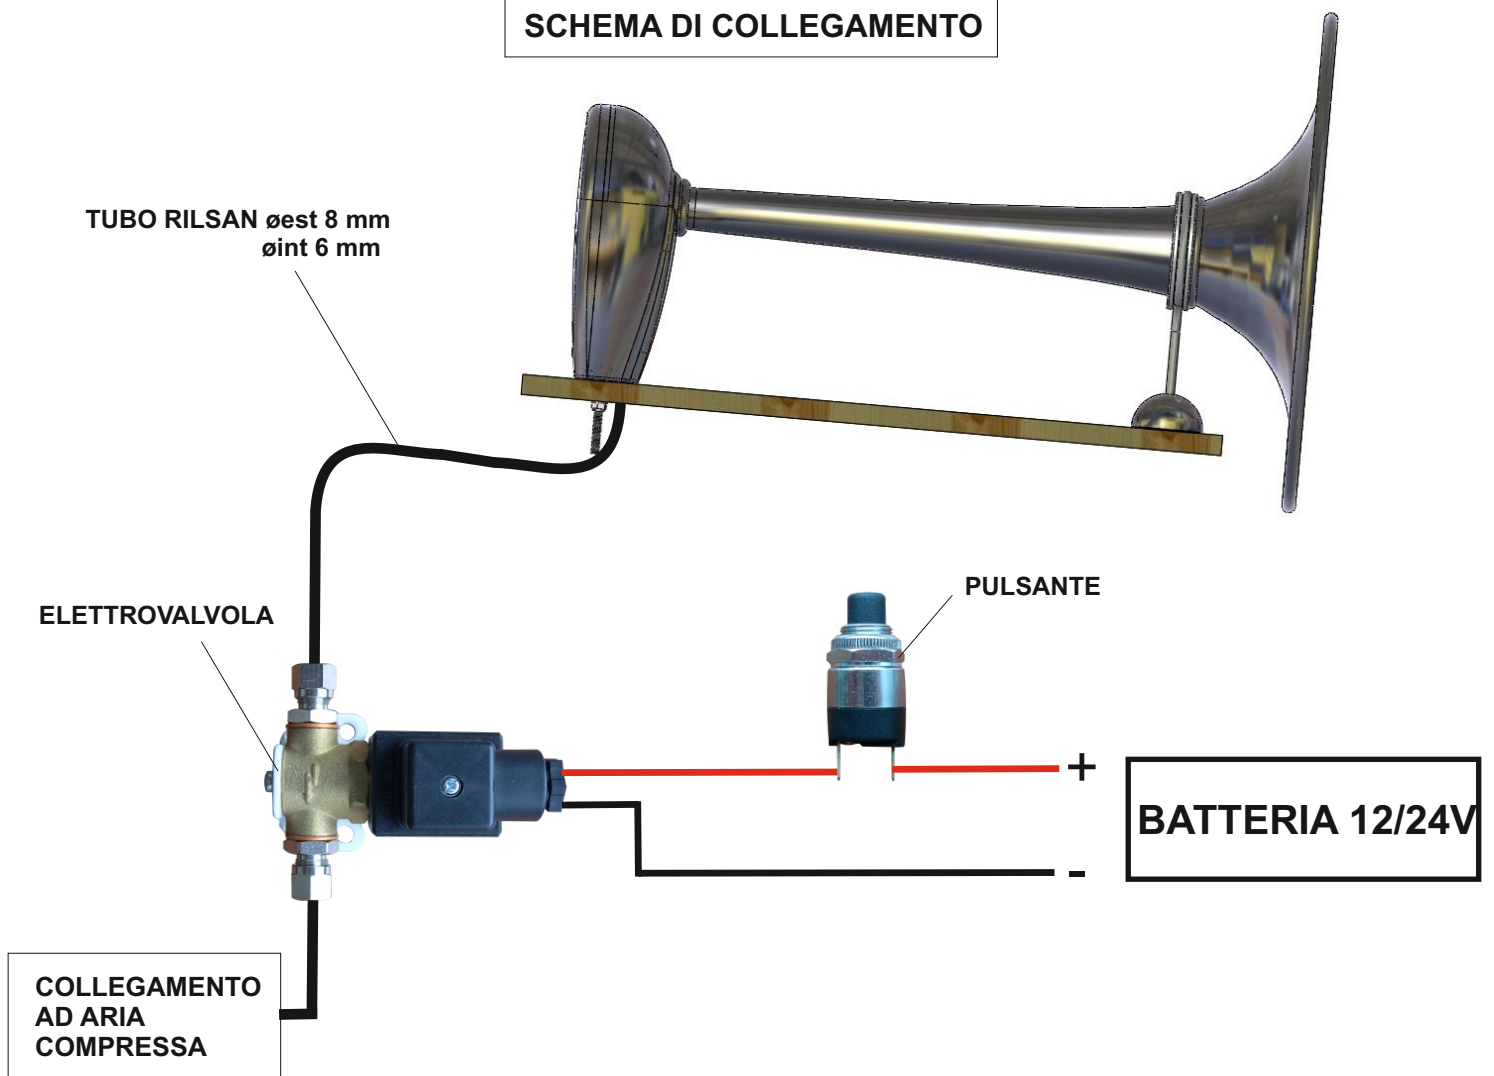 SCHEMA DI COLLEGAMENTO
TUBO RILSAN øest 8 mm
øint 6 mm
ELETTROVALVOLA
PULSANTE
+
BATTERIA 12/24V
-
COLLEGAMENTO
AD ARIA
COMPRESSA